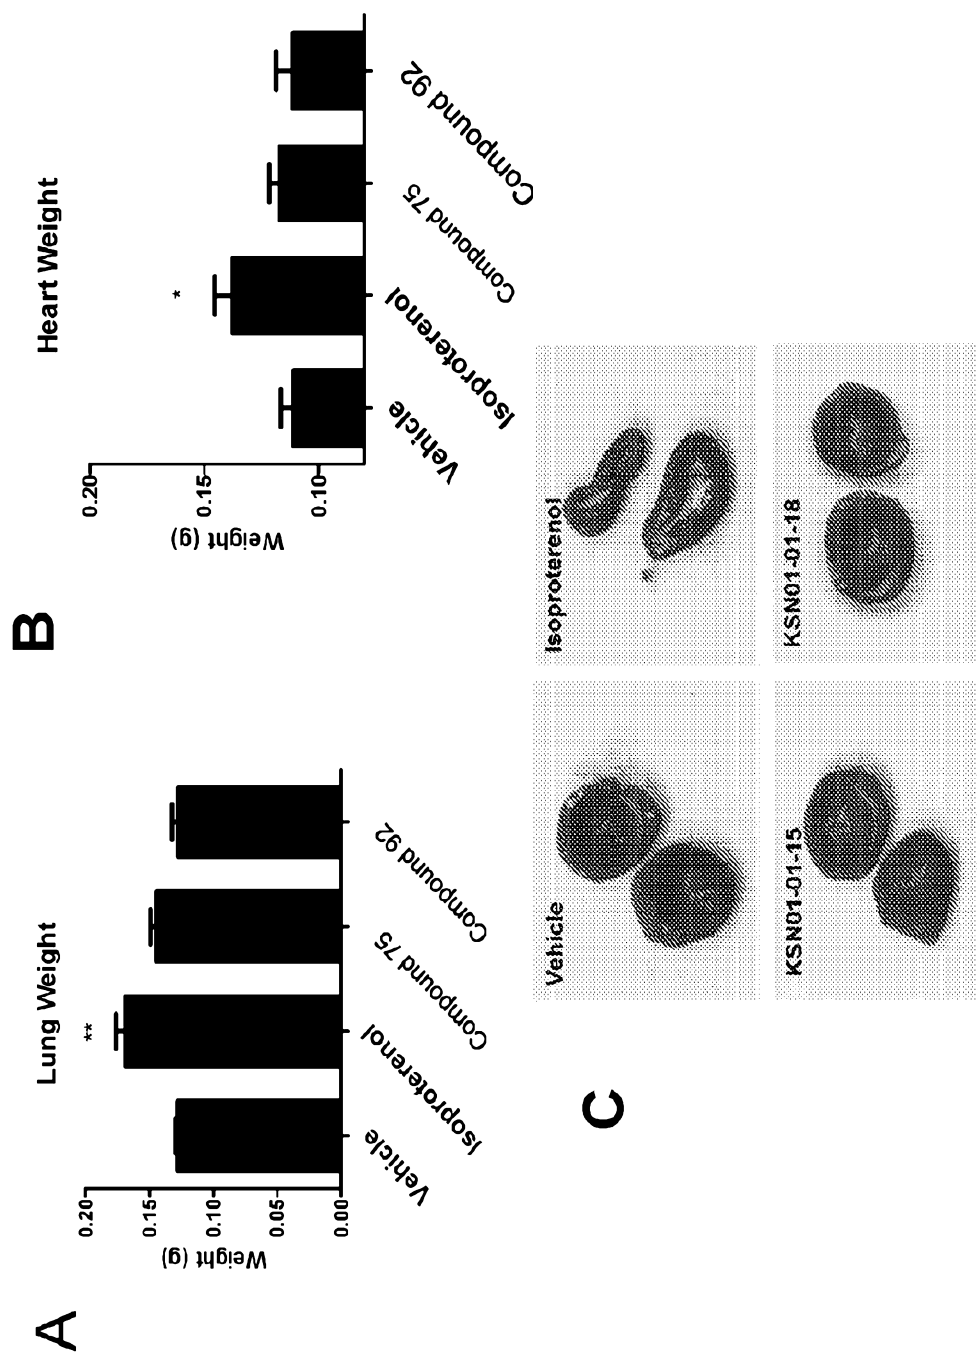 A
Lung Weight
**
Weight (g)
0.20
0.15
0.10
0.05
0.00
Vehicle
Isoproterenol
Compound 75
Compound 92
B
Heart Weight
*
Weight (g)
0.20
0.15
0.10
Vehicle
Isoproterenol
Compound 75
Compound 92
C
Vehicle
Isoproterenol
KSN01-01-15
KSN01-01-18